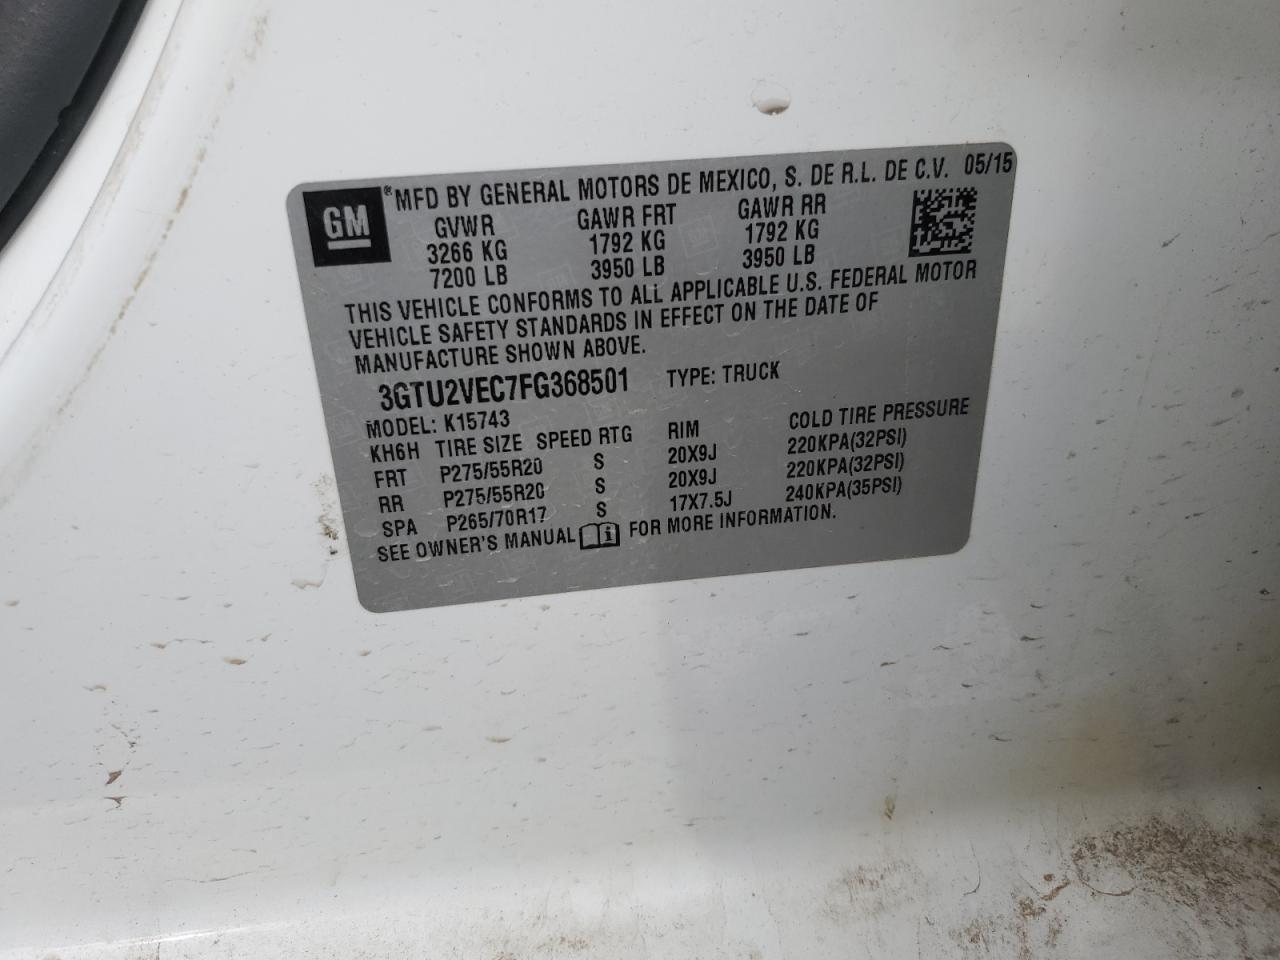 GM ® MFD BY GENERAL MOTORS DE MEXICO, S. DE R.L. DE C.V. 05/15
GVWR GAWR FRT GAWR RR
3266 KG 1792 KG 1792 KG
7200 LB 3950 LB 3950 LB
THIS VEHICLE CONFORMS TO ALL APPLICABLE U.S. FEDERAL MOTOR
VEHICLE SAFETY STANDARDS IN EFFECT ON THE DATE OF
MANUFACTURE SHOWN ABOVE.
3GTU2VEC7FG368501 TYPE: TRUCK
MODEL: K15743
KH6H TIRE SIZE SPEED RTG RIM COLD TIRE PRESSURE
FRT P275/55R20 S 20X9J 220KPA(32PSI)
RR P275/55R20 S 20X9J 220KPA(32PSI)
SPA P265/70R17 S 17X7.5J 240KPA(35PSI)
SEE OWNER'S MANUAL i FOR MORE INFORMATION.